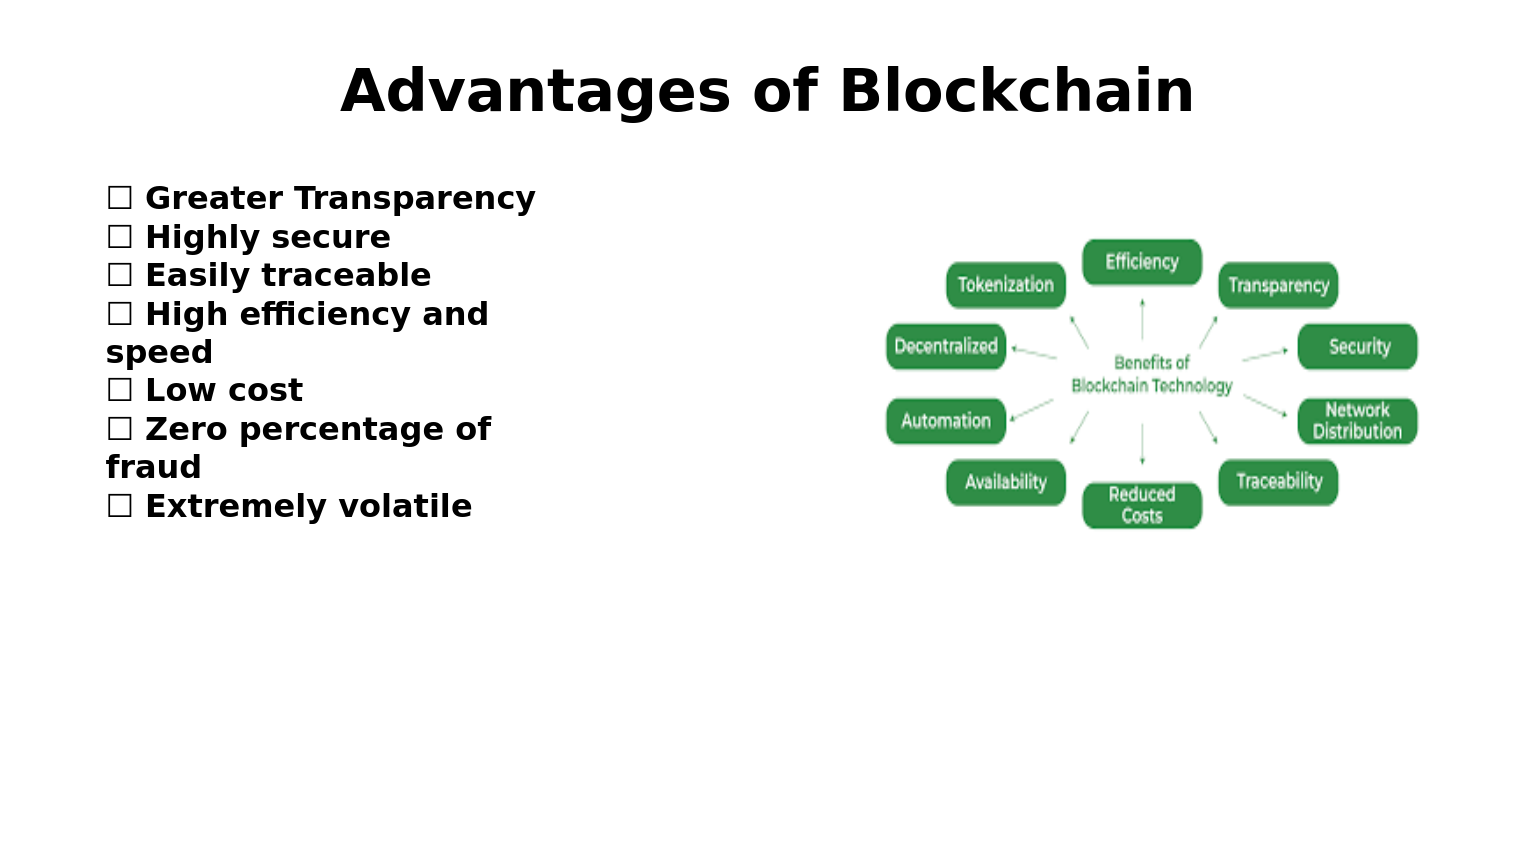 Advantages of Blockchain
☐ Greater Transparency
☐ Highly secure
☐ Easily traceable
☐ High efficiency and
speed
☐ Low cost
☐ Zero percentage of
fraud
☐ Extremely volatile
Efficiency
Tokenization
Transparency
Decentralized
Security
Benefits of
Blockchain Technology
Automation
Network
Distribution
Availability
Traceability
Reduced
Costs